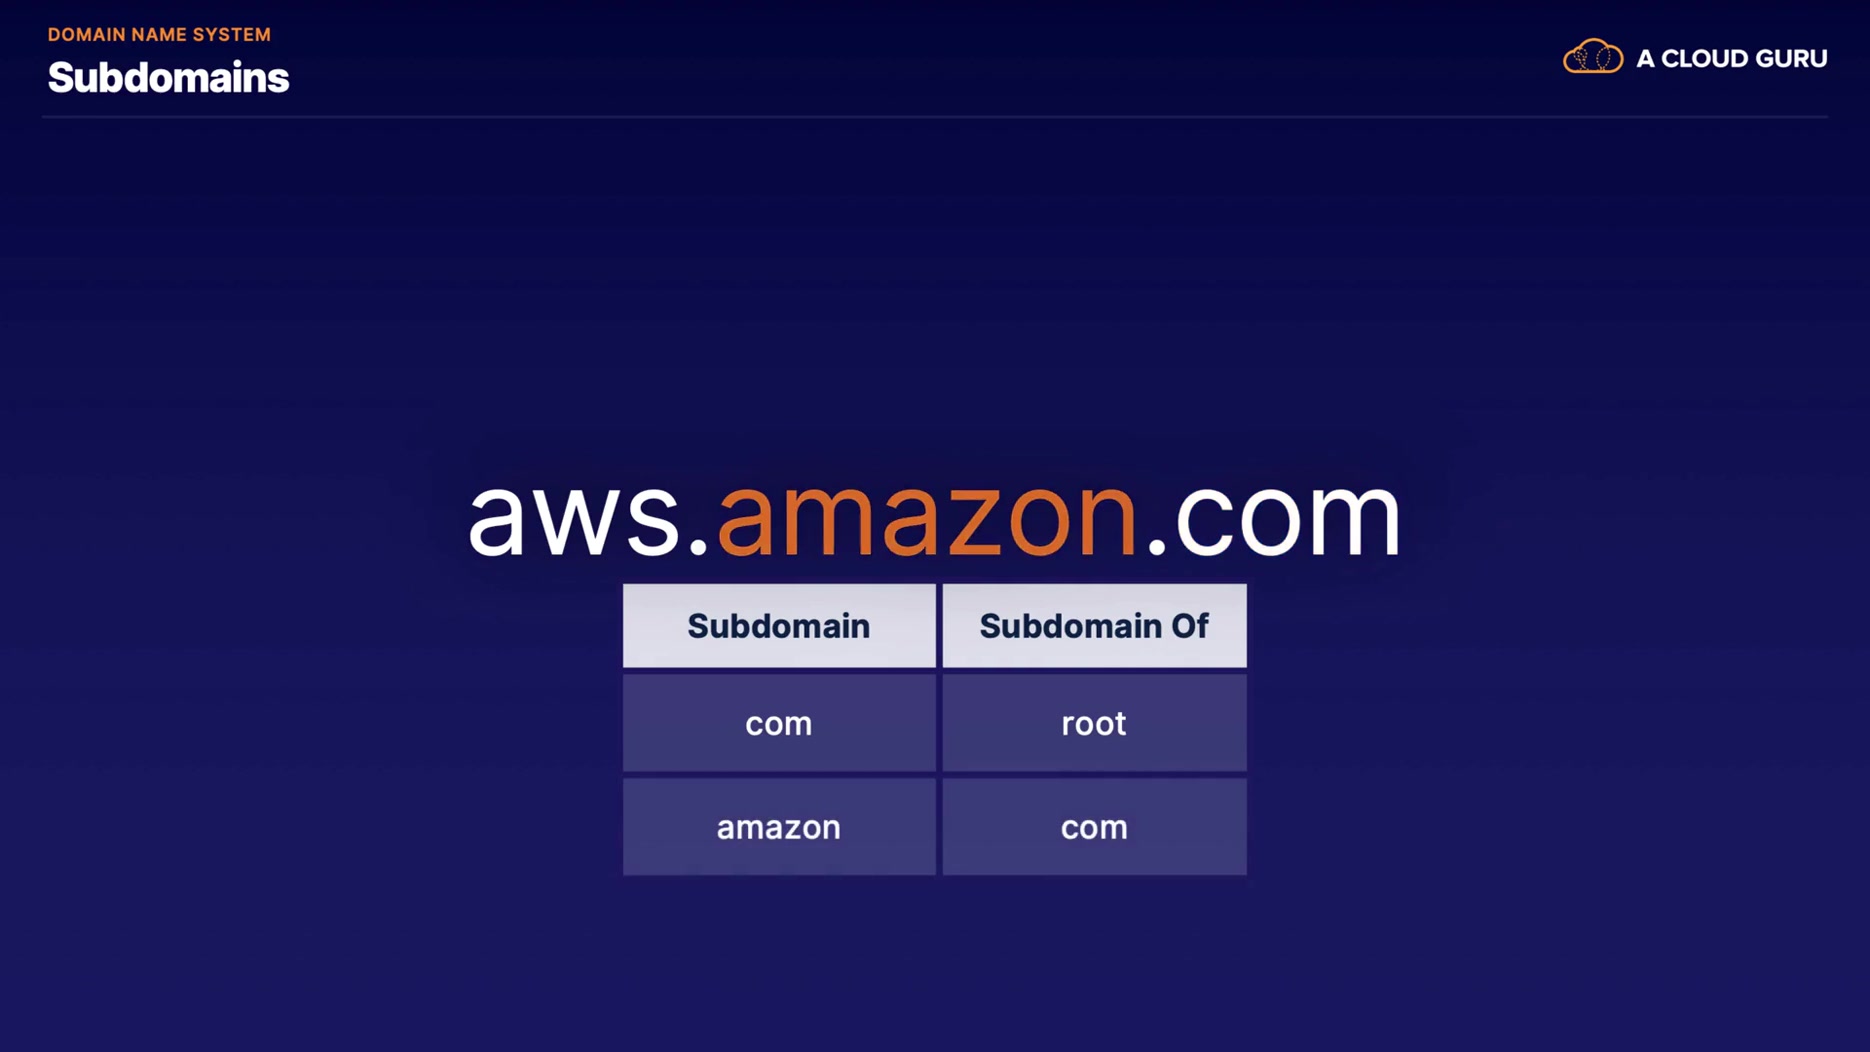 DOMAIN NAME SYSTEM
Subdomains
A CLOUD GURU
aws.amazon.com
Subdomain Subdomain Of
com root
amazon com